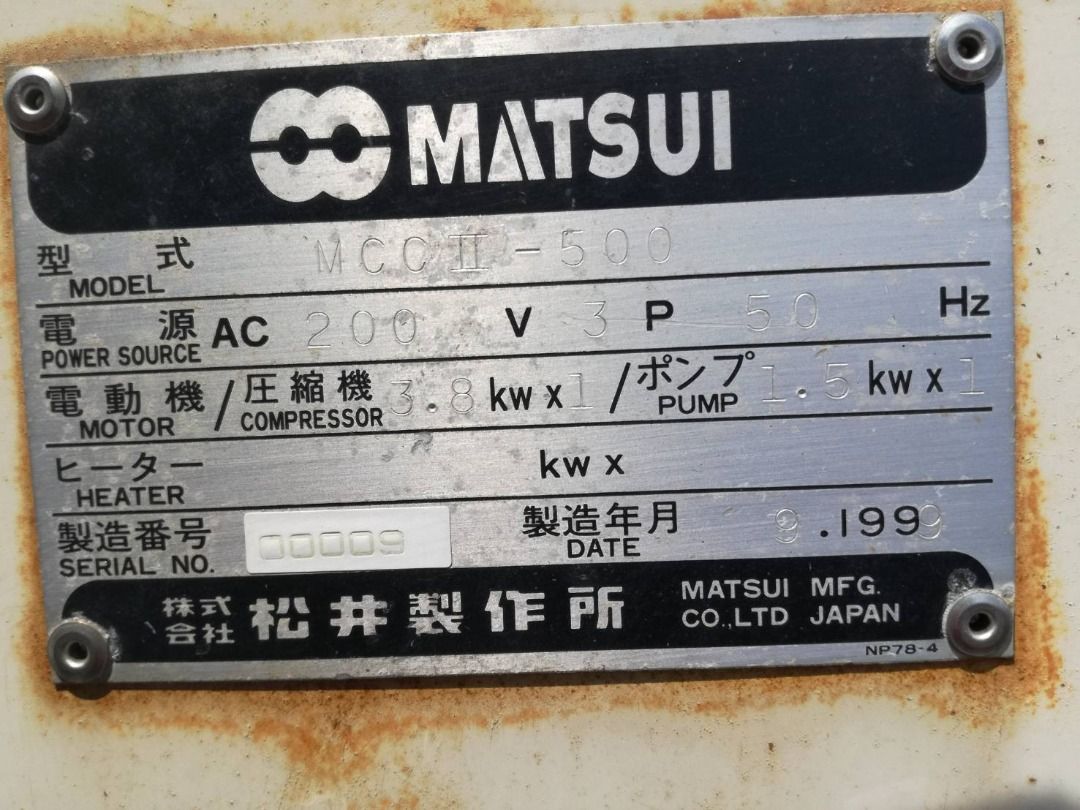 MATSUI
型式 MCCⅡ-500
MODEL
電源 AC 200 V 3 P 50 Hz
POWER SOURCE
電動機 / 圧縮機 3.8 kw x 1 / ポンプ 1.5 kw x 1
MOTOR COMPRESSOR PUMP
ヒーター kw x
HEATER
製造番号 00009 製造年月 9.1999
SERIAL NO. DATE
株式会社 松井製作所 MATSUI MFG.
CO.,LTD JAPAN
NP78-4